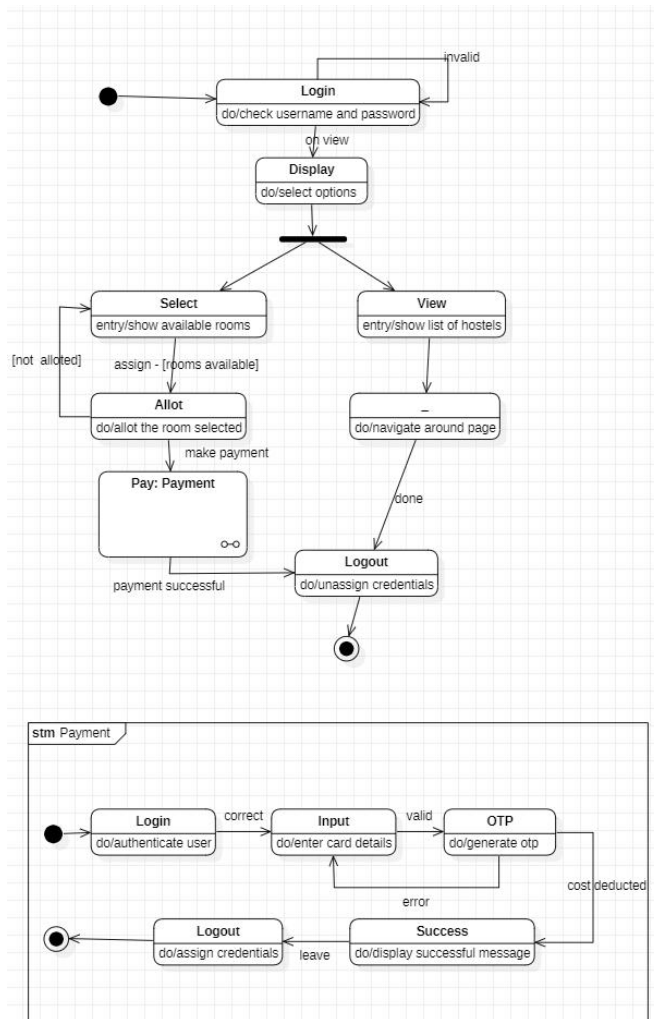 invalid
Login
do/check username and password
on view
Display
do/select options
Select
entry/show available rooms
View
entry/show list of hostels
[not alloted]
assign - [rooms available]
Allot
do/allot the room selected
_
do/navigate around page
make payment
Pay: Payment
done
Logout
do/unassign credentials
payment successful
stm Payment
Login
do/authenticate user
correct
Input
do/enter card details
valid
OTP
do/generate otp
error
cost deducted
Logout
do/assign credentials
leave
Success
do/display successful message